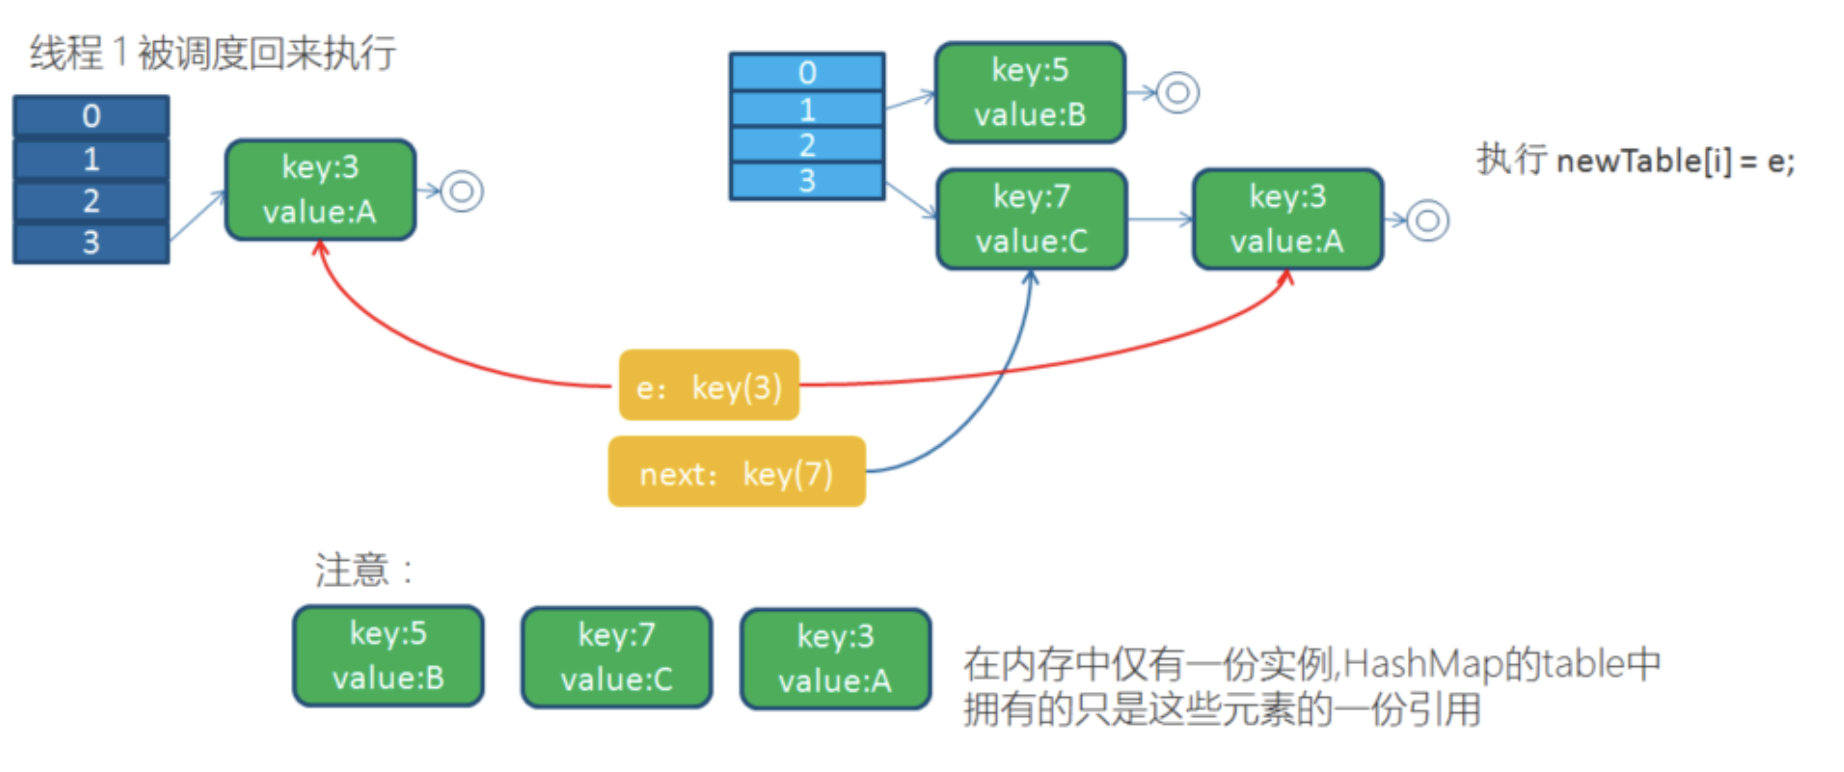 线程1被调度回来执行
0
1
2
3
key:3
value:A
0
1
2
3
key:5
value:B
key:7
value:C
key:3
value:A
执行 newTable[i] = e;
e: key(3)
next: key(7)
注意：
key:5
value:B
key:7
value:C
key:3
value:A
在内存中仅有一份实例,HashMap的table中
拥有的只是这些元素的一份引用